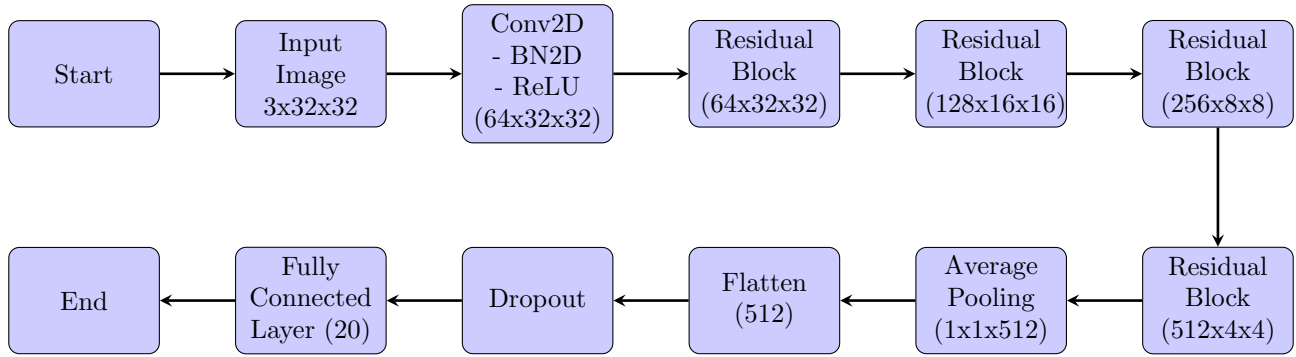 Start
Input
Image
3x32x32
Conv2D
- BN2D
- ReLU
(64x32x32)
Residual
Block
(64x32x32)
Residual
Block
(128x16x16)
Residual
Block
(256x8x8)
Residual
Block
(512x4x4)
Average
Pooling
(1x1x512)
Flatten
(512)
Dropout
Fully
Connected
Layer (20)
End